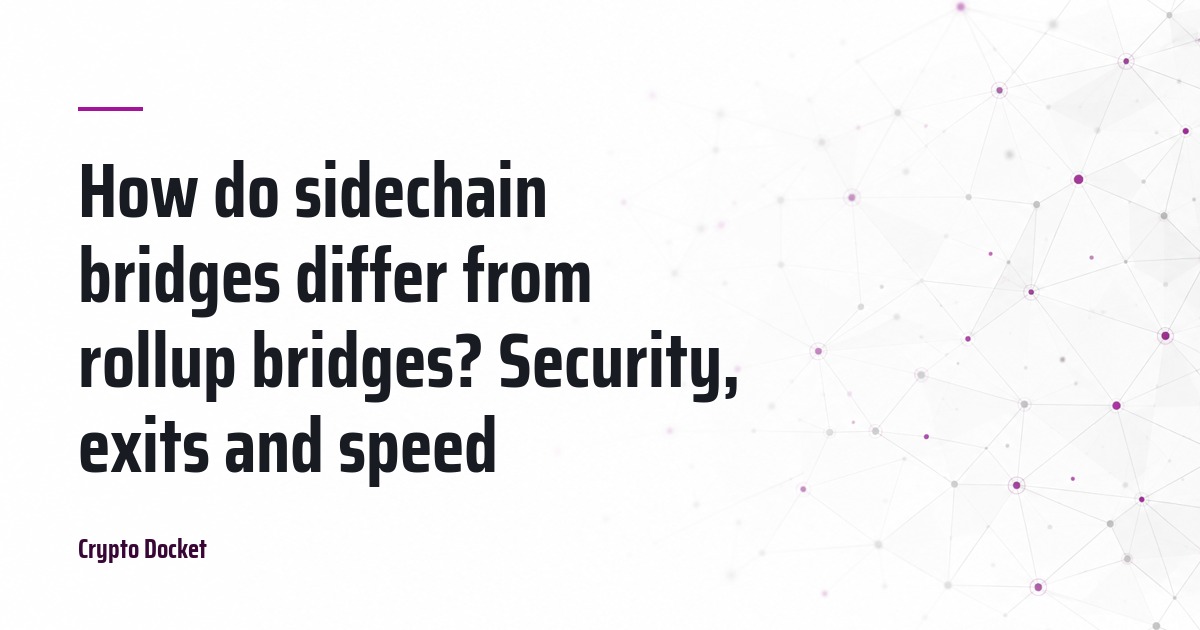 How do sidechain
bridges differ from
rollup bridges? Security,
exits and speed
Crypto Docket